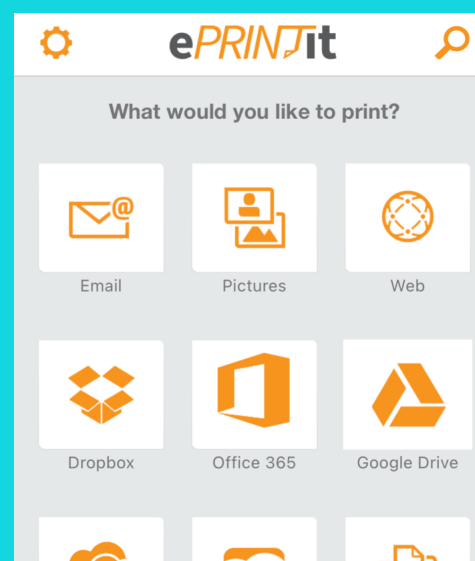 ePRINTit
What would you like to print?
@
Email
Pictures
Web
Dropbox
Office 365
Google Drive